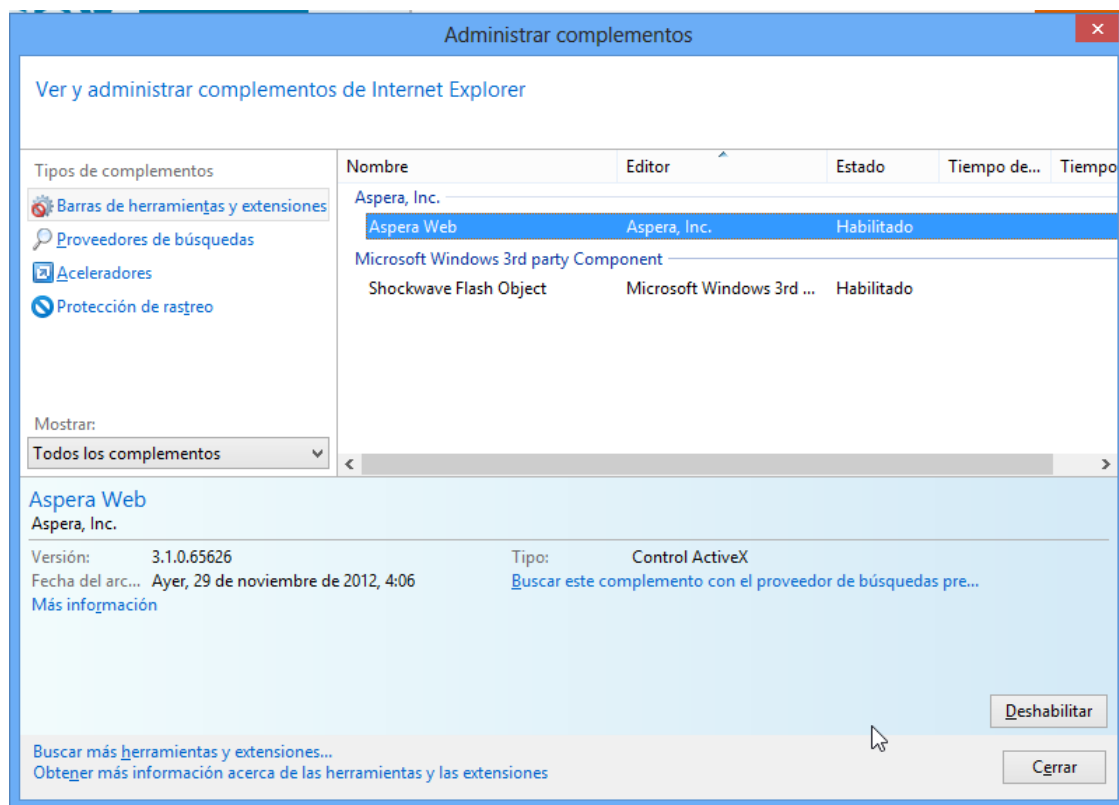 Administrar complementos
Ver y administrar complementos de Internet Explorer
Tipos de complementos
Barras de herramientas y extensiones
Proveedores de búsquedas
Aceleradores
Protección de rastreo
Mostrar:
Todos los complementos
Nombre Editor Estado Tiempo de... Tiempo
Aspera, Inc.
Aspera Web Aspera, Inc. Habilitado
Microsoft Windows 3rd party Component
Shockwave Flash Object Microsoft Windows 3rd ... Habilitado
Aspera Web
Aspera, Inc.
Versión: 3.1.0.65626 Tipo: Control ActiveX
Fecha del arc... Ayer, 29 de noviembre de 2012, 4:06 Buscar este complemento con el proveedor de búsquedas pre...
Más información
Deshabilitar
Buscar más herramientas y extensiones...
Obtener más información acerca de las herramientas y las extensiones
Cerrar